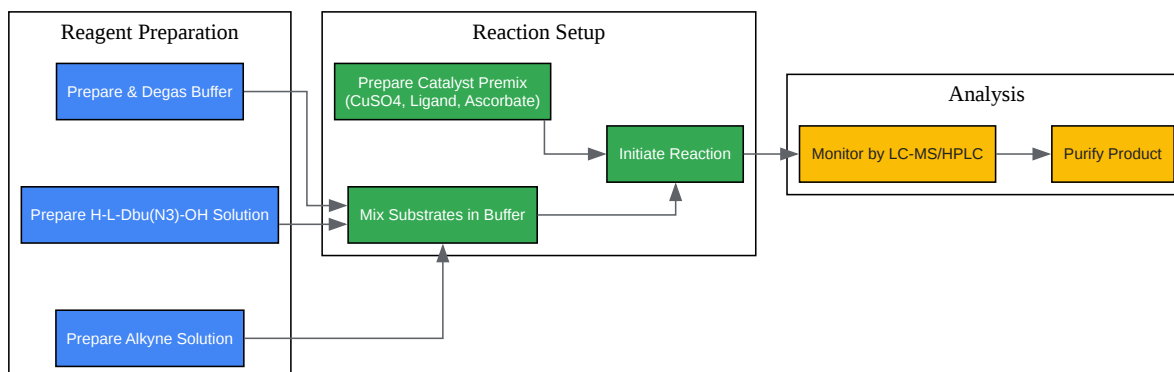 Reagent Preparation
Prepare & Degas Buffer
Prepare H-L-Dbu(N3)-OH Solution
Prepare Alkyne Solution
Reaction Setup
Prepare Catalyst Premix
(CuSO4, Ligand, Ascorbate)
Mix Substrates in Buffer
Initiate Reaction
Analysis
Monitor by LC-MS/HPLC
Purify Product